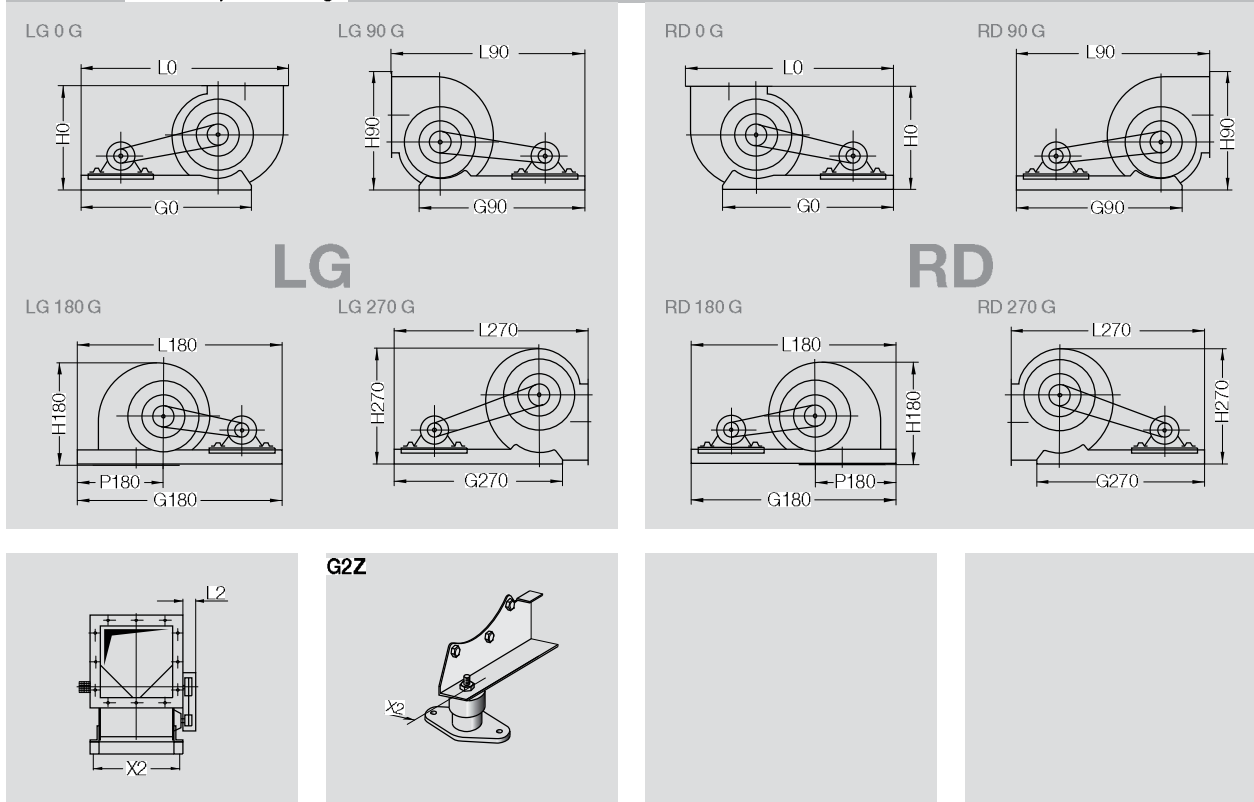 LG 0 G
LG 90 G
RD 0 G
RD 90 G
L0
L90
L0
L90
H0
H90
H0
H90
G0
G90
G0
G90
LG
RD
LG 180 G
LG 270 G
RD 180 G
RD 270 G
L180
L270
L180
L270
H180
H270
H180
H270
P180
G180
G270
P180
G180
G270
L2
X2
G2Z
X2